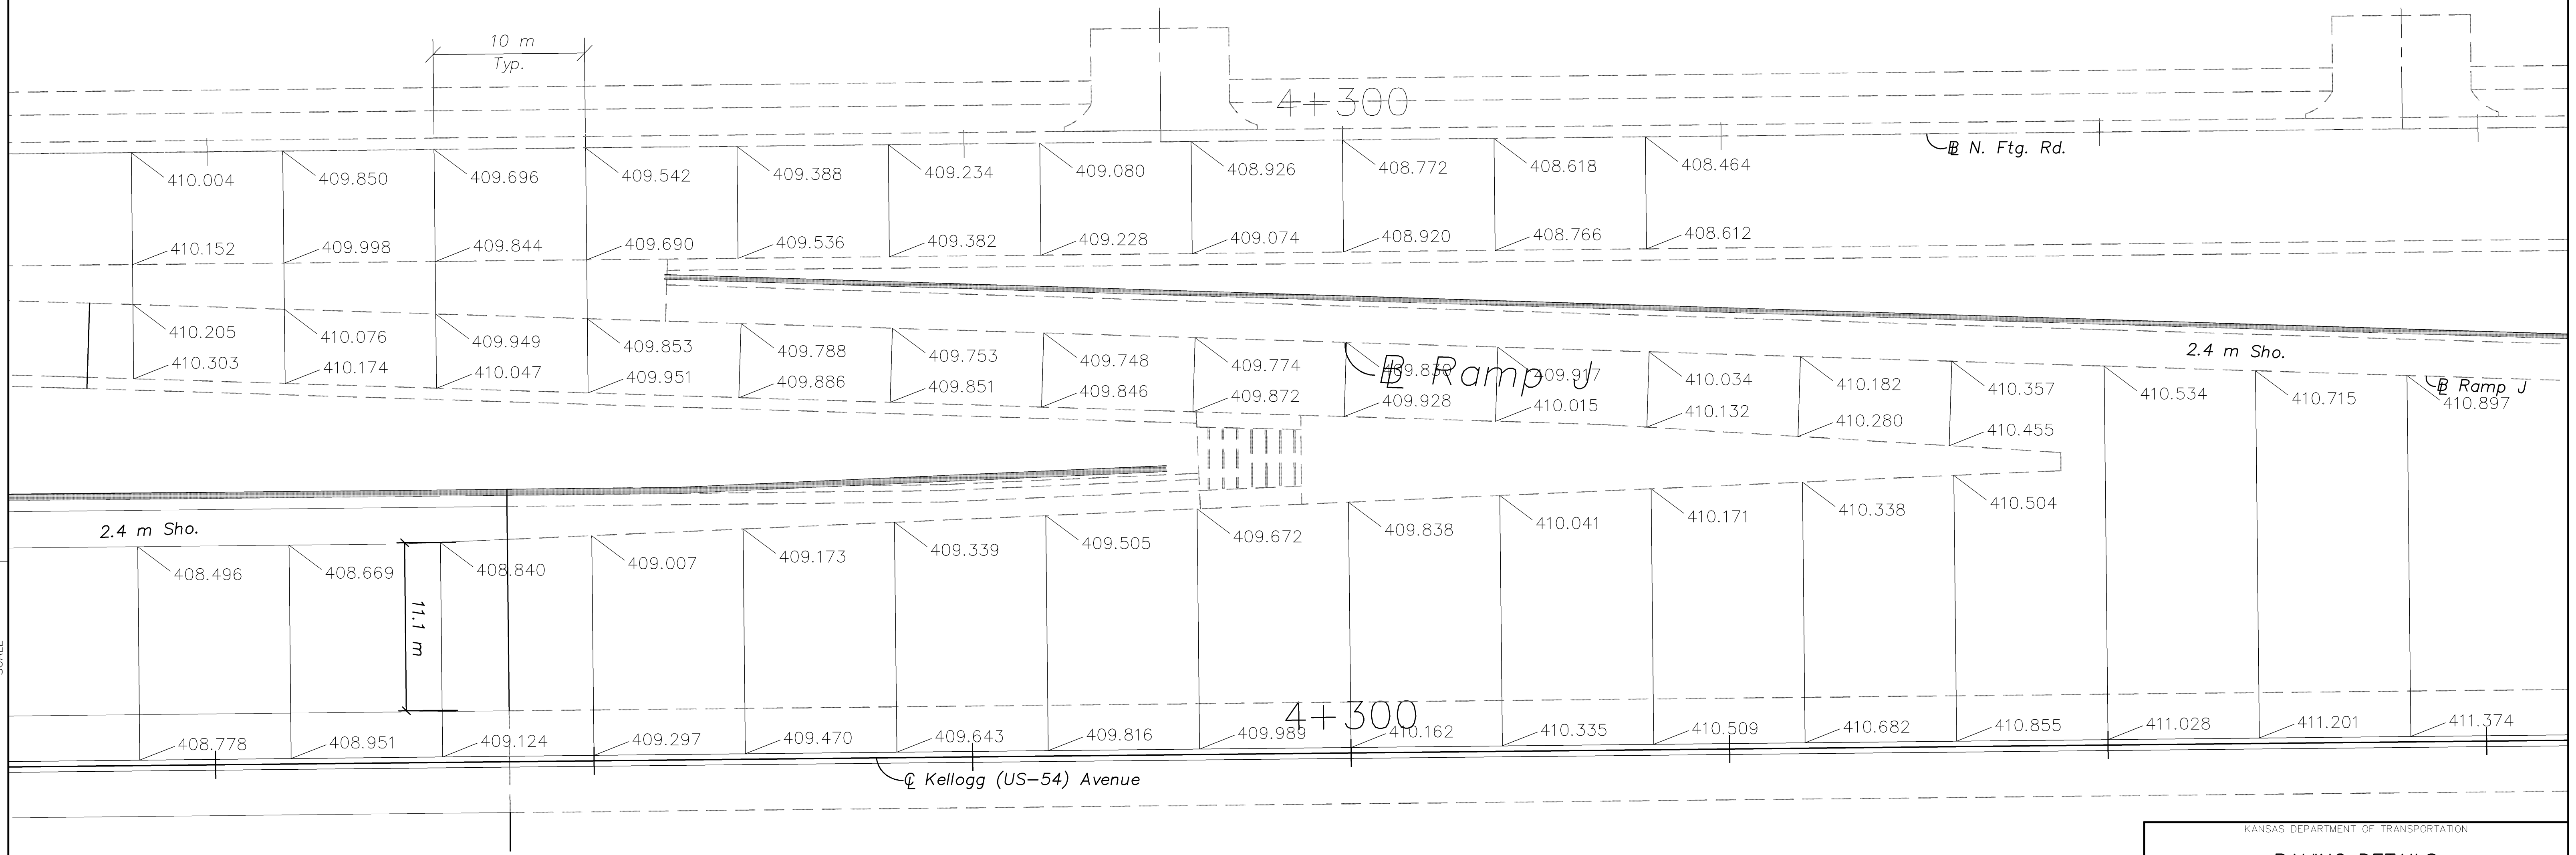 10 m
Typ.
4+300
℄ N. Ftg. Rd.
410.004 409.850 409.696 409.542 409.388 409.234 409.080 408.926 408.772 408.618 408.464
410.152 409.998 409.844 409.690 409.536 409.382 409.228 409.074 408.920 408.766 408.612
410.205 410.076 409.949 409.853 409.788 409.753 409.748 409.774 409.917 410.034 410.182 410.357 410.534 410.715 410.897
2.4 m Sho.
BL Ramp J
BL Ramp J
410.303 410.174 410.047 409.951 409.886 409.851 409.846 409.872 409.928 410.015 410.132 410.280 410.455
2.4 m Sho.
408.496 408.669 408.840 409.007 409.173 409.339 409.505 409.672 409.838 410.041 410.171 410.338 410.504
11.1 m
4+300
408.778 408.951 409.124 409.297 409.470 409.643 409.816 409.989 410.162 410.335 410.509 410.682 410.855 411.028 411.201 411.374
℄ Kellogg (US-54) Avenue
KANSAS DEPARTMENT OF TRANSPORTATION